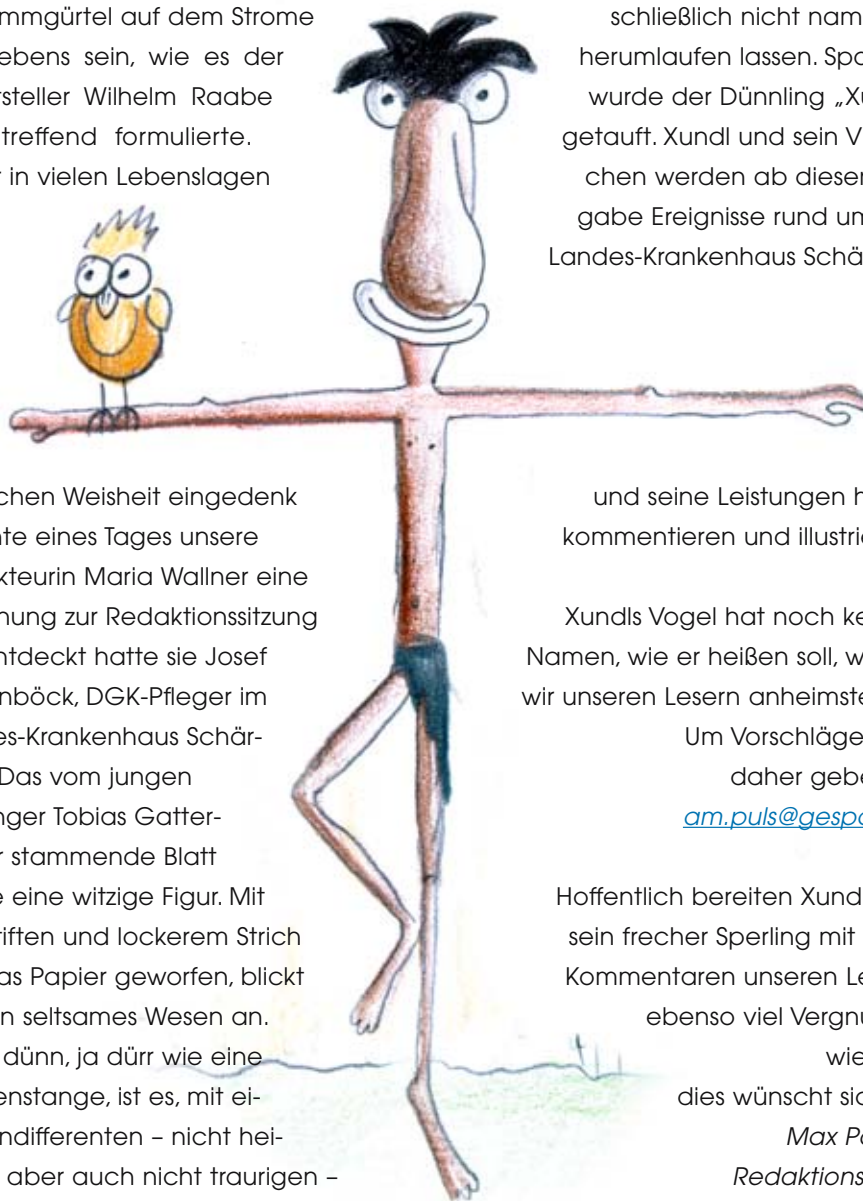 mmgürtel auf dem Strome
ebens sein, wie es der
rsteller Wilhelm Raabe
treffend formulierte.
r in vielen Lebenslagen
chen Weisheit eingedenk
nte eines Tages unsere
kteurin Maria Wallner eine
nung zur Redaktionssitzung
ntdeckt hatte sie Josef
nböck, DGK-Pfleger im
es-Krankenhaus Schär-
Das vom jungen
nger Tobias Gatter-
r stammende Blatt
e eine witzige Figur. Mit
riften und lockerem Strich
as Papier geworfen, blickt
n seltsames Wesen an.
dünn, ja dürr wie eine
enstange, ist es, mit ei-
ndifferenten – nicht hei-
aber auch nicht traurigen –
schließlich nicht nam
herumlaufen lassen. Spo
wurde der Dünnling „Xu
getauft. Xundl und sein V
chen werden ab dieser
gabe Ereignisse rund un
Landes-Krankenhaus Schä
und seine Leistungen h
kommentieren und illustrie
Xundls Vogel hat noch ke
Namen, wie er heißen soll, w
wir unseren Lesern anheimste
Um Vorschläge
daher gebe
am.puls@gespa
Hoffentlich bereiten Xund
sein frecher Sperling mit
Kommentaren unseren Le
ebenso viel Vergnü
wie
dies wünscht sic
Max Po
Redaktions